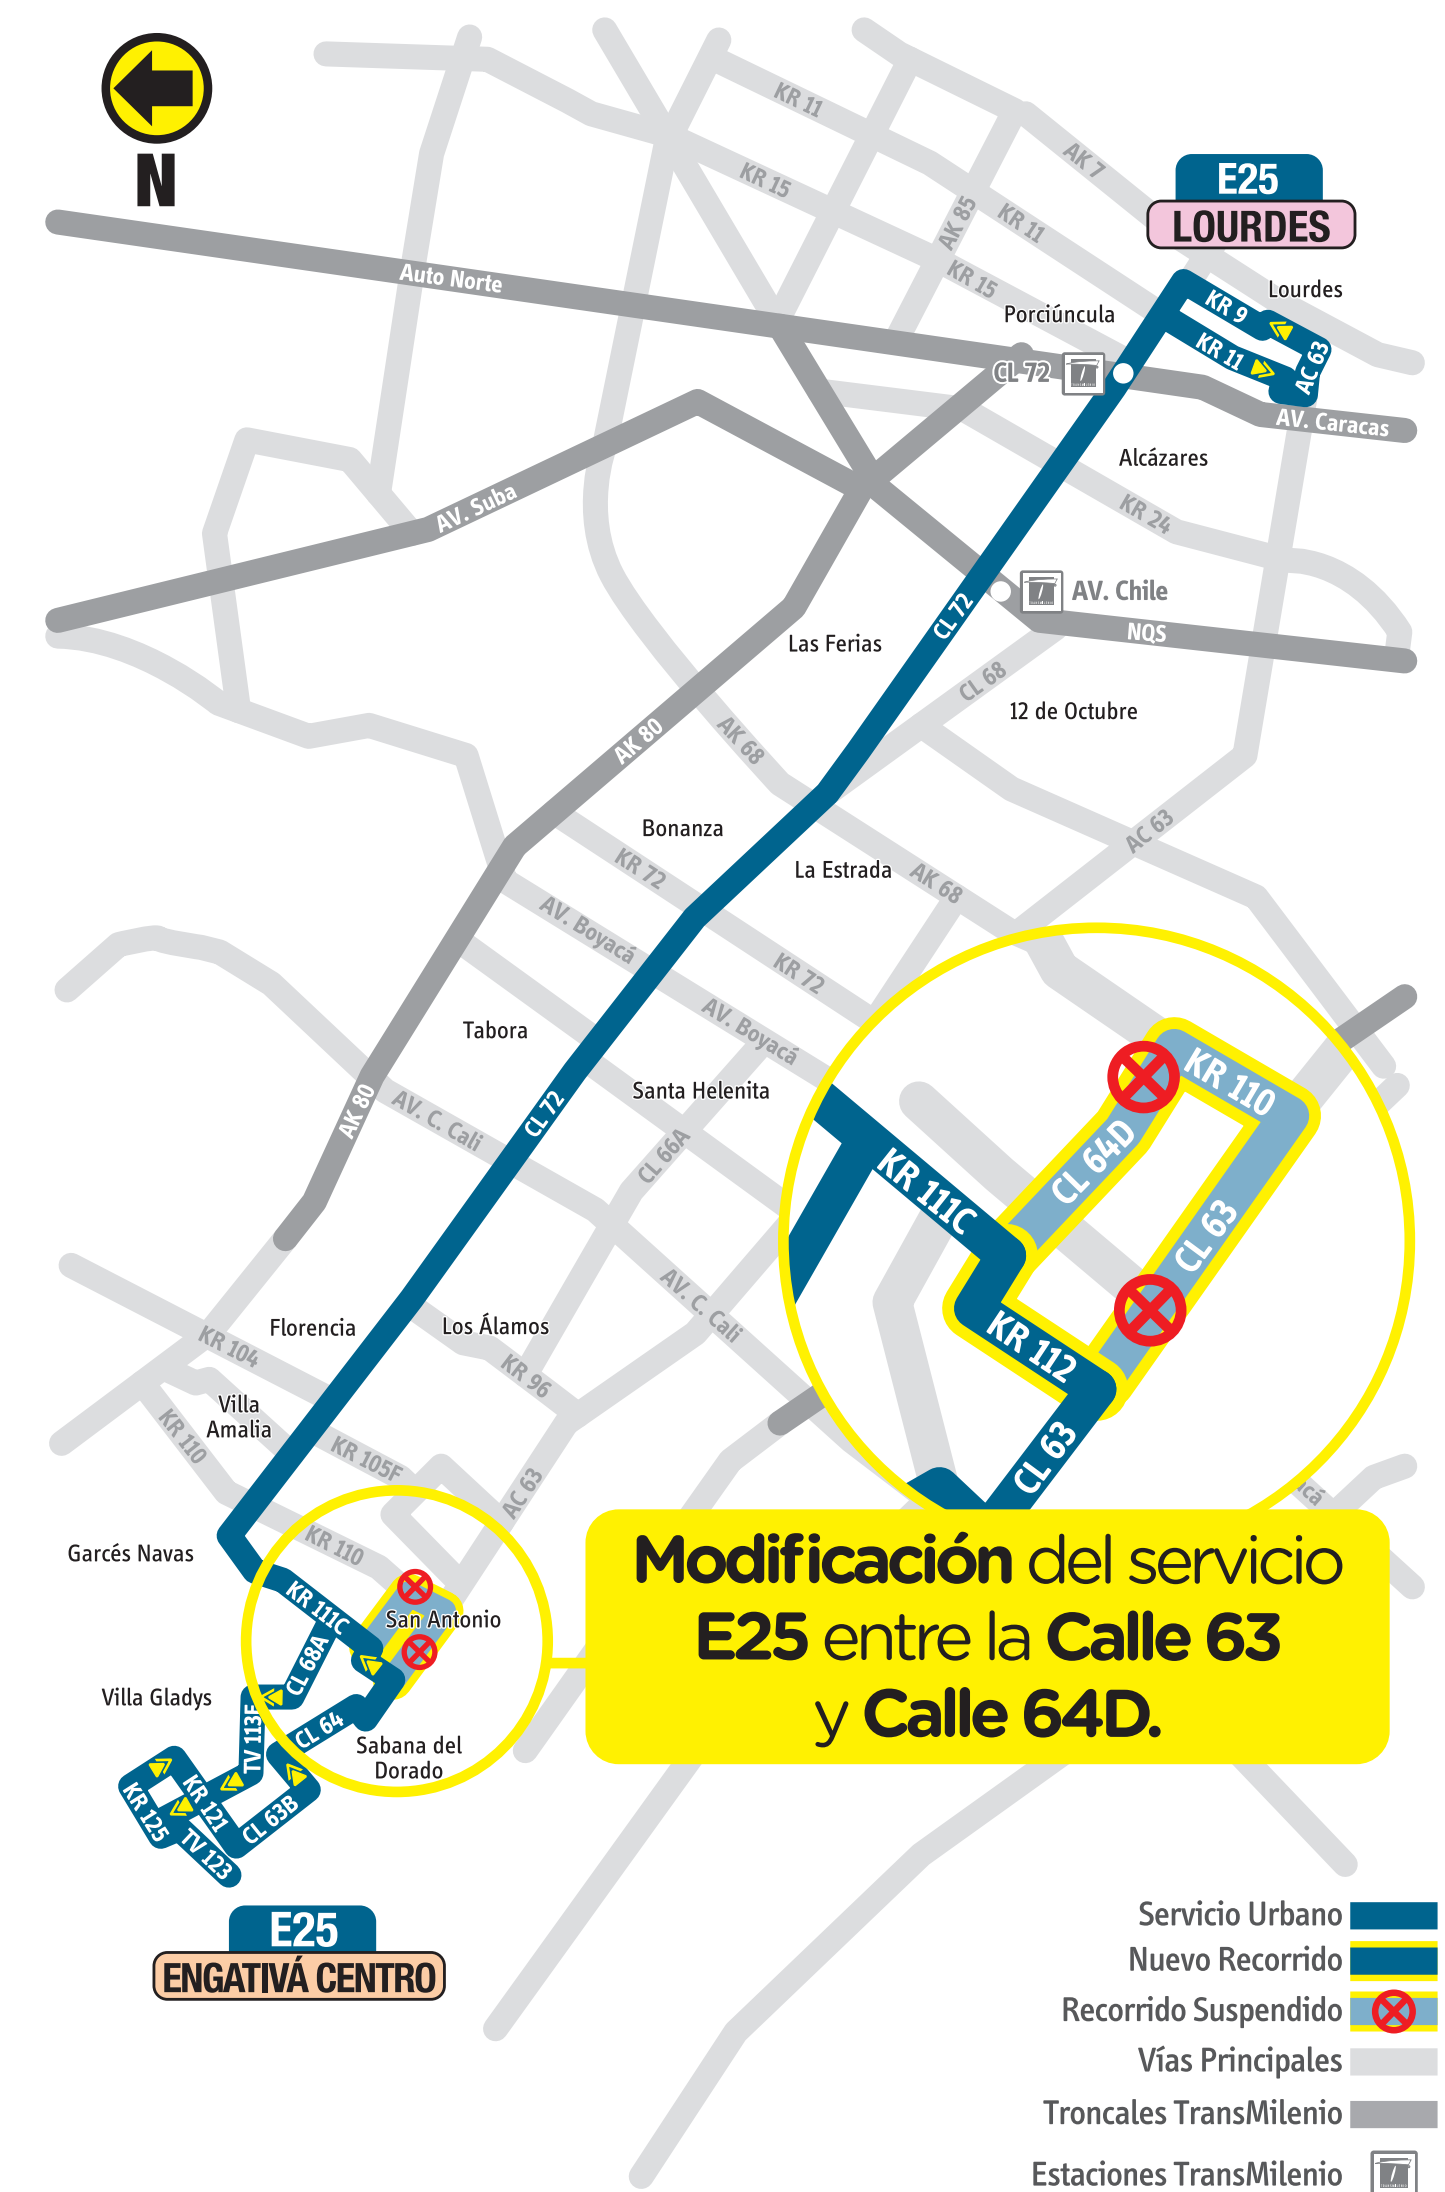 N
KR 11
KR 15
AK 7
AK 85
KR 11
KR 15
E25
LOURDES
Auto Norte
Porciúncula
Lourdes
KR 9
KR 11
AC 63
CL 72
AV. Caracas
Alcázares
KR 24
AV. Suba
AV. Chile
CL 72
NQS
Las Ferias
CL 68
12 de Octubre
AK 80
AK 68
Bonanza
KR 72
La Estrada
AK 68
AC 63
AV. Boyacá
KR 72
AV. Boyacá
Tabora
Santa Helenita
AK 80
AV. C. Cali
CL 72
CL 66A
KR 110
CL 64D
KR 111C
CL 63
KR 112
CL 63
AV. C. Cali
Florencia
Los Álamos
KR 104
KR 96
Villa
Amalia
KR 110
KR 105F
AC 63
icá
Garcés Navas
KR 110
KR 111C
San Antonio
CL 68A
Villa Gladys
TV 113F
CL 64
Sabana del
Dorado
KR 125
KR 121
CL 63B
TV 123
Modificación del servicio
E25 entre la Calle 63
y Calle 64D.
E25
ENGATIVÁ CENTRO
Servicio Urbano
Nuevo Recorrido
Recorrido Suspendido
Vías Principales
Troncales TransMilenio
Estaciones TransMilenio